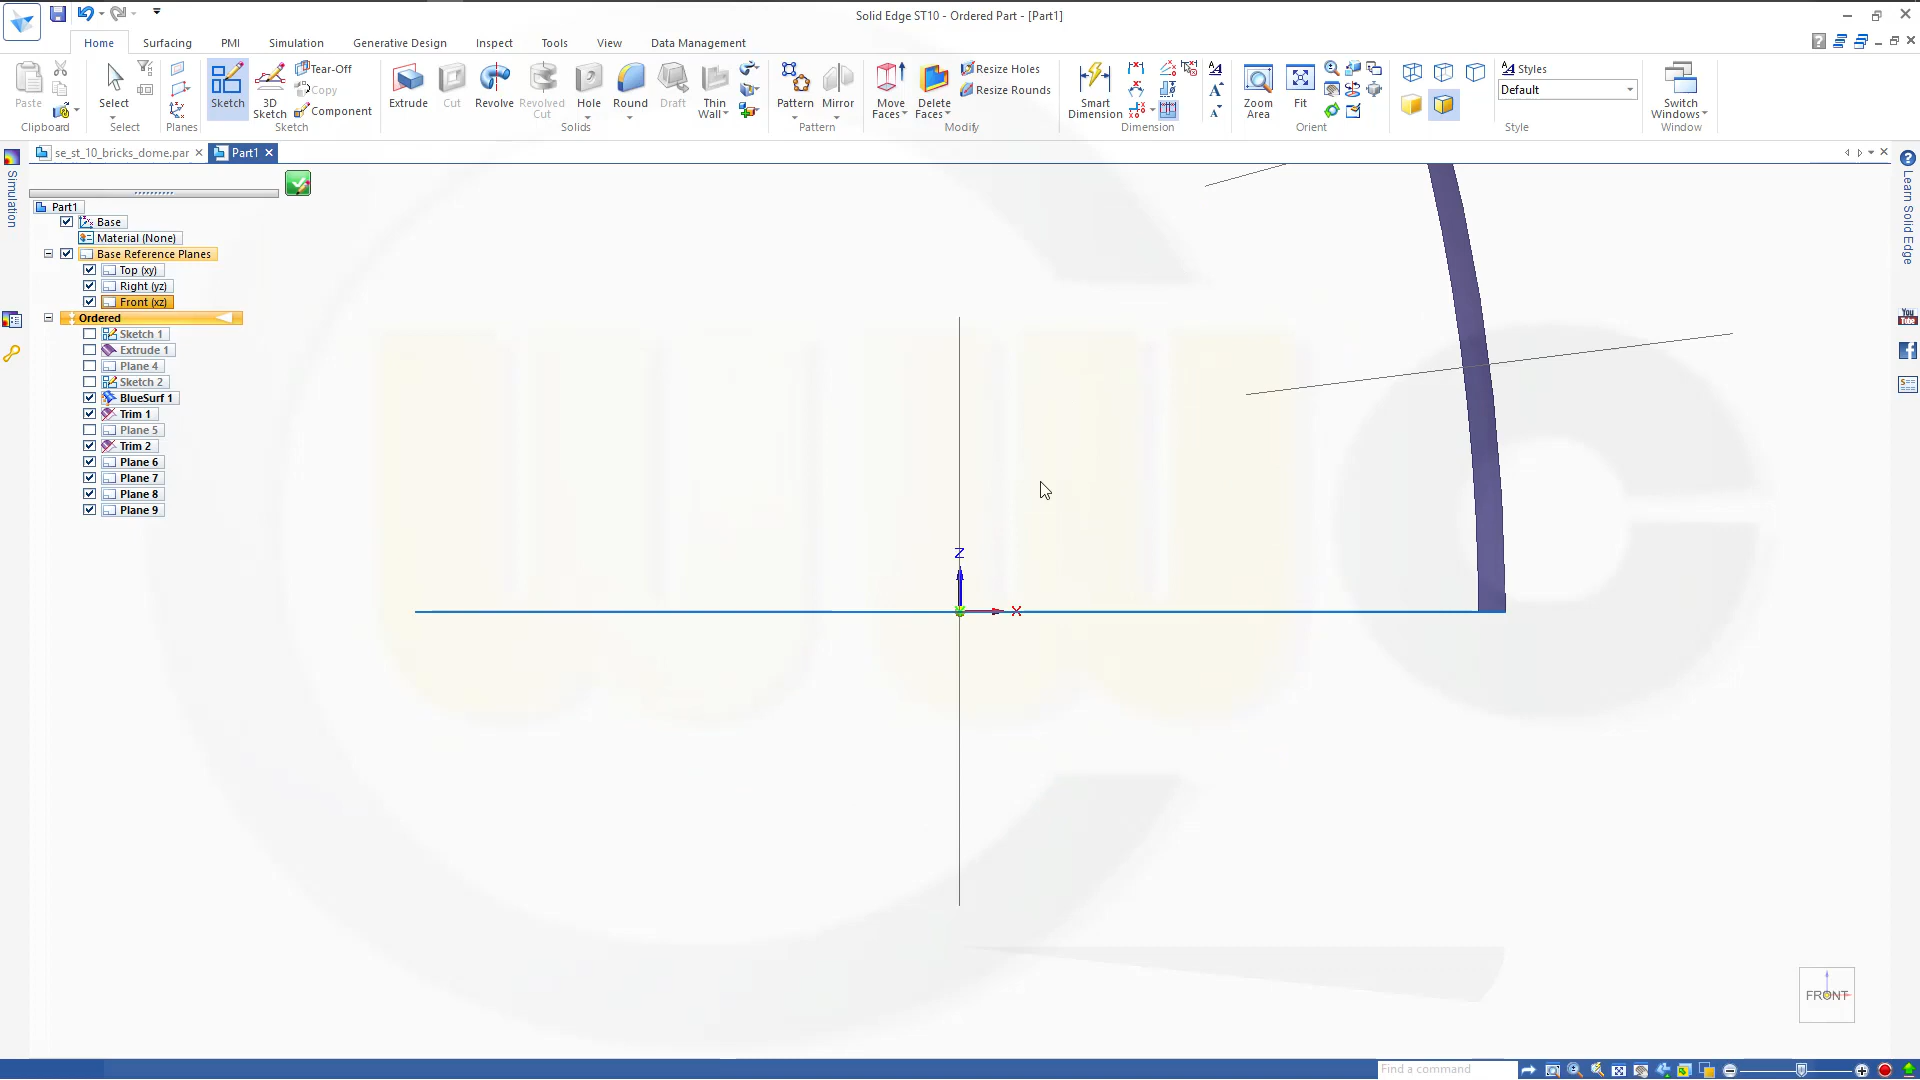 Solid Edge ST10 - Ordered Part - [Part1]
Home Surfacing PMI Simulation Generative Design Inspect Tools View Data Management
Paste Select Sketch 3D Sketch Tear-Off Copy Component Extrude Cut Revolve Revolved Cut Hole Round Draft Thin Wall Pattern Mirror Move Faces Delete Faces Resize Holes Resize Rounds Smart Dimension Zoom Area Fit Styles Default Switch Windows
Clipboard Select Planes Sketch Solids Pattern Modify Dimension Orient Style Window
se_st_10_bricks_dome.par Part1
Simulation
Learn Solid Edge
You Tube
Part1
Base
Material (None)
Base Reference Planes
Top (xy)
Right (yz)
Front (xz)
Ordered
Sketch 1
Extrude 1
Plane 4
Sketch 2
BlueSurf 1
Trim 1
Plane 5
Trim 2
Plane 6
Plane 7
Plane 8
Plane 9
Z
X
FRONT
Find a command